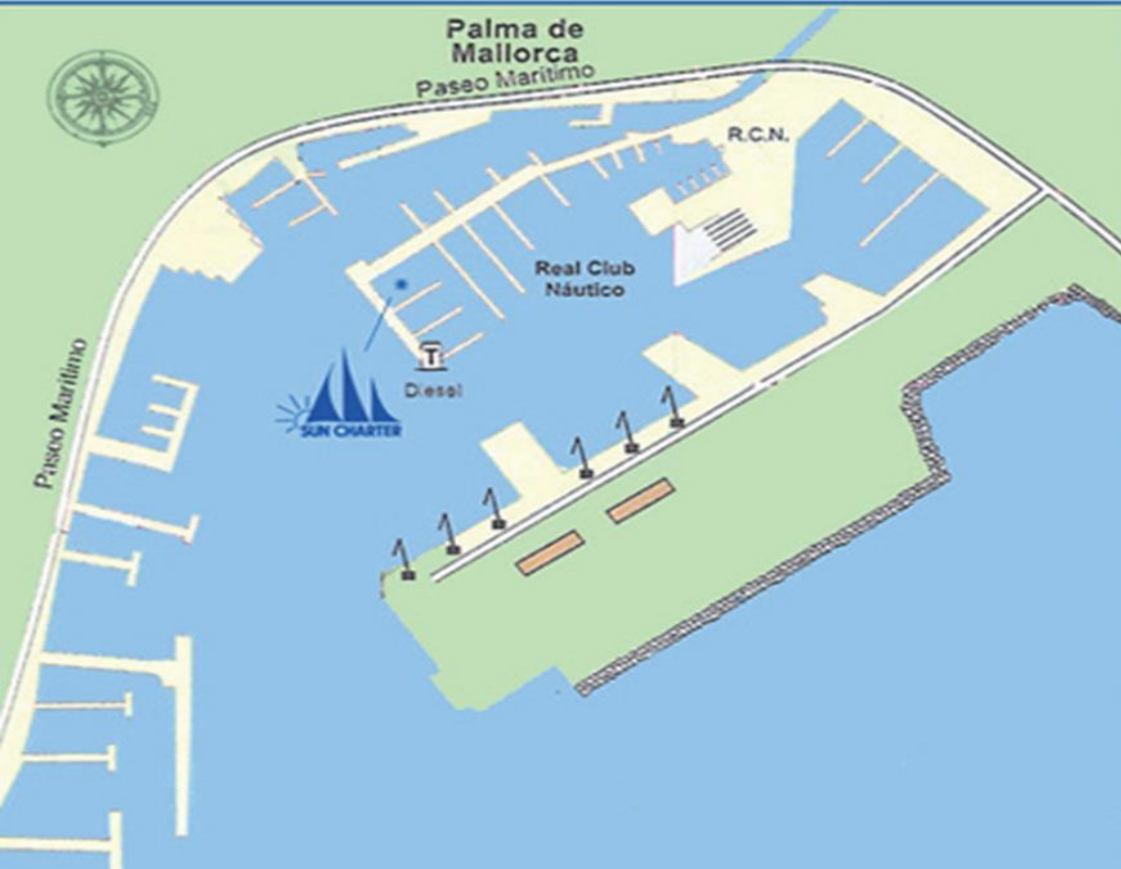 Palma de
Mallorca
Paseo Marítimo
R.C.N.
Real Club
Náutico
T
Diesel
SUN CHARTER
Paseo Marítimo